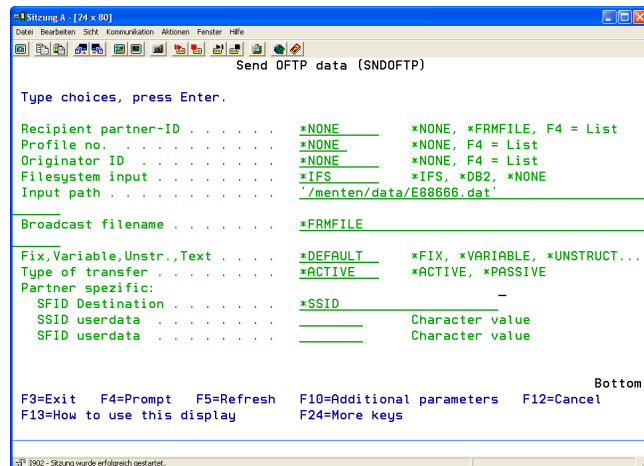 Sitzung A - [24 x 80]
Datei Bearbeiten Sicht Kommunikation Aktionen Fenster Hilfe
Send OFTP data (SNDOFTP)
Type choices, press Enter.
Recipient partner-ID . . . . . . *NONE *NONE, *FRMFILE, F4 = List
Profile no. . . . . . . . . . . *NONE *NONE, F4 = List
Originator ID . . . . . . . . . *NONE *NONE, F4 = List
Filesystem input . . . . . . . . *IFS *IFS, *DB2, *NONE
Input path . . . . . . . . . . . '/menten/data/E88666.dat'
Broadcast filename . . . . . . . *FRMFILE
Fix,Variable,Unstr.,Text . . . . *DEFAULT *FIX, *VARIABLE, *UNSTRUCT...
Type of transfer . . . . . . . . *ACTIVE *ACTIVE, *PASSIVE
Partner spezific:
SFID Destination . . . . . . . *SSID
SSID userdata . . . . . . . . Character value
SFID userdata . . . . . . . . Character value
Bottom
F3=Exit F4=Prompt F5=Refresh F10=Additional parameters F12=Cancel
F13=How to use this display F24=More keys
I902 - Sitzung wurde erfolgreich gestartet.